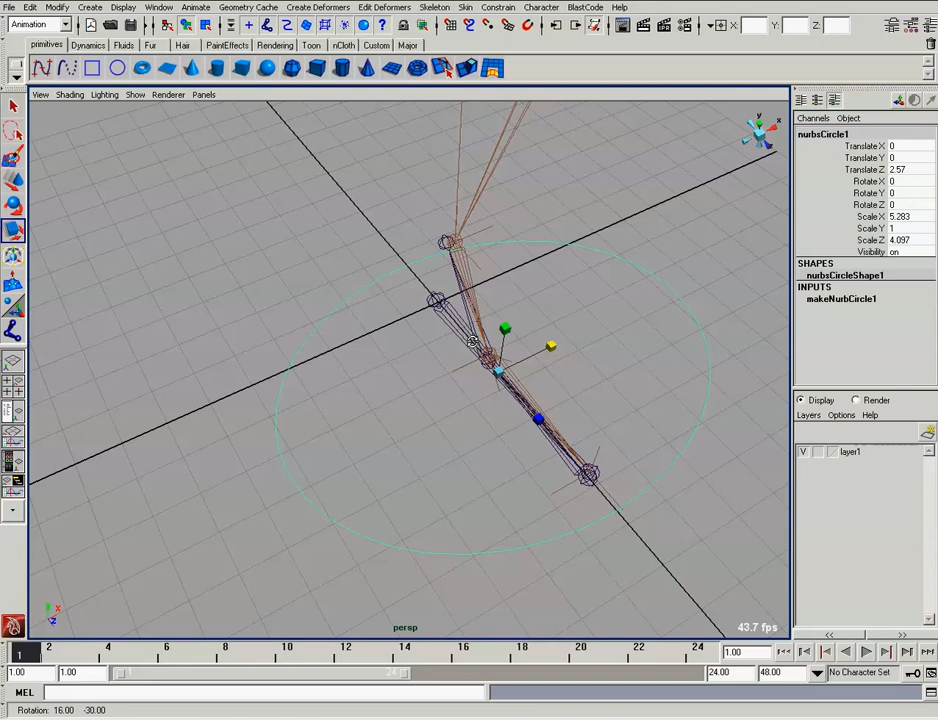 File Edit Modify Create Display Window Animate Geometry Cache Create Deformers Edit Deformers Skeleton Skin Constrain Character BlastCode Help
Animation X: Y: Z:
primitives Dynamics Fluids Fur Hair PaintEffects Rendering Toon nCloth Custom Major
View Shading Lighting Show Renderer Panels
Channels Object
nurbsCircle1
Translate X 0
Translate Y 0
Translate Z 2.57
Rotate X 0
Rotate Y 0
Rotate Z 0
Scale X 5.283
Scale Y 1
Scale Z 4.097
Visibility on
SHAPES
nurbsCircleShape1
INPUTS
makeNurbCircle1
Display Render
Layers Options Help
V layer1
y
x
x
y
z
persp
43.7 fps
1 2 4 6 8 10 12 14 16 18 20 22 24 1.00
1.00 1.00 1 24 24.00 48.00 No Character Set
MEL
Rotation: 16.00 -30.00